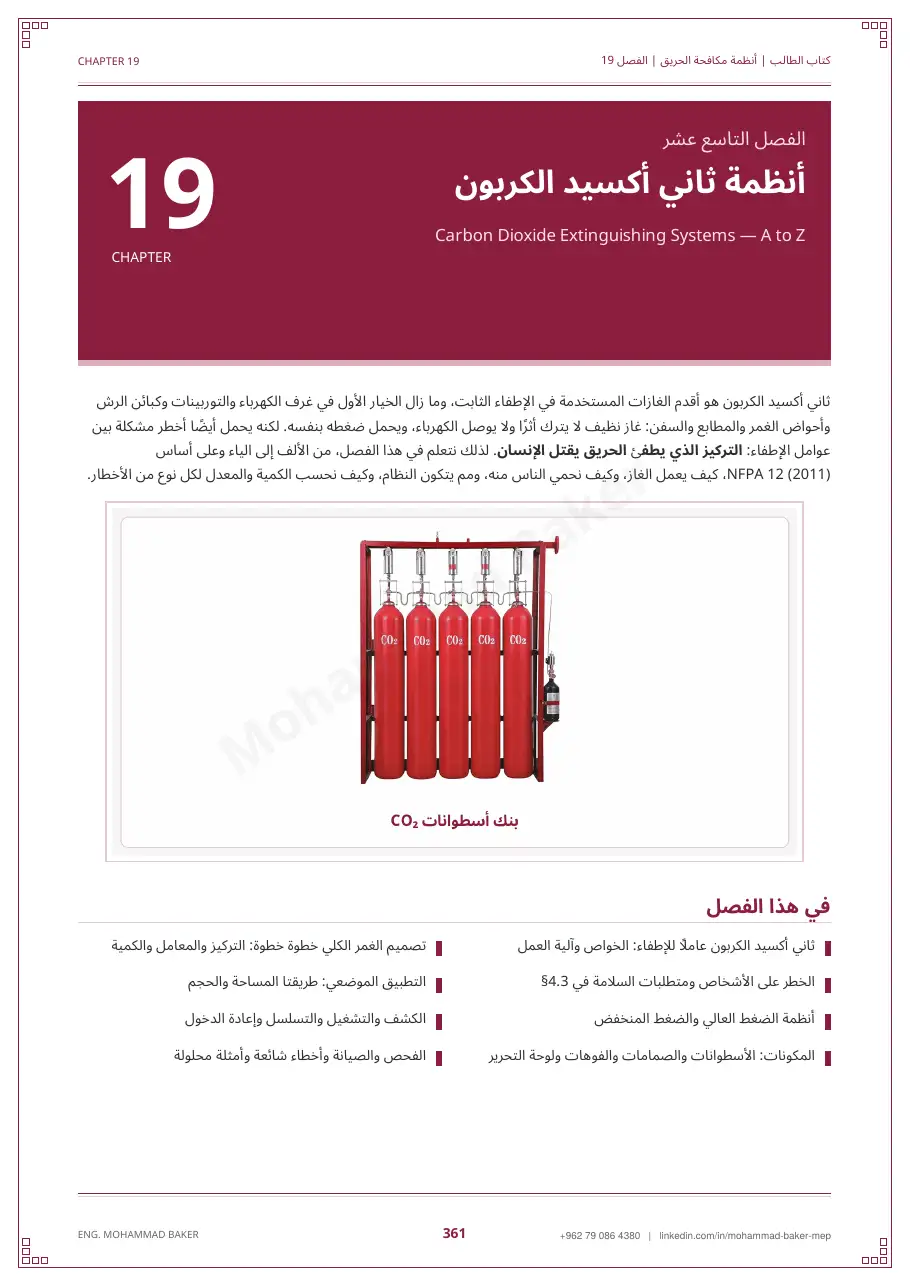 كتاب الطالب | أنظمة مكافحة الحريق | الفصل 19
CHAPTER 19
الفصل التاسع عشر
أنظمة ثاني أكسيد الكربون
Carbon Dioxide Extinguishing Systems — A to Z
19
CHAPTER
ثاني أكسيد الكربون هو أقدم الغازات المستخدمة في الإطفاء الثابت، وما زال الخيار الأول في غرف الكهرباء والتوربينات وكبائن الرش
وأحواض الغمر والمطابع والسفن: غاز نظيف لا يترك أثرًا ولا يوصل الكهرباء، ويحمل ضغطه بنفسه. لكنه يحمل أيضًا أخطر مشكلة بين
عوامل الإطفاء: التركيز الذي يطفئ الحريق يقتل الإنسان. لذلك نتعلم في هذا الفصل، من الألف إلى الياء وعلى أساس
NFPA 12 (2011)، كيف يعمل الغاز، وكيف نحمي الناس منه، ومم يتكون النظام، وكيف نحسب الكمية والمعدل لكل نوع من الأخطار.
CO₂ CO₂ CO₂ CO₂ CO₂
بنك أسطوانات CO₂
في هذا الفصل
ثاني أكسيد الكربون عاملًا للإطفاء: الخواص وآلية العمل
الخطر على الأشخاص ومتطلبات السلامة في §4.3
أنظمة الضغط العالي والضغط المنخفض
المكونات: الأسطوانات والصمامات والفوهات ولوحة التحرير
تصميم الغمر الكلي خطوة خطوة: التركيز والمعامل والكمية
التطبيق الموضعي: طريقتا المساحة والحجم
الكشف والتشغيل والتسلسل وإعادة الدخول
الفحص والصيانة وأخطاء شائعة وأمثلة محلولة
ENG. MOHAMMAD BAKER
361
+962 79 086 4380 | linkedin.com/in/mohammad-baker-mep